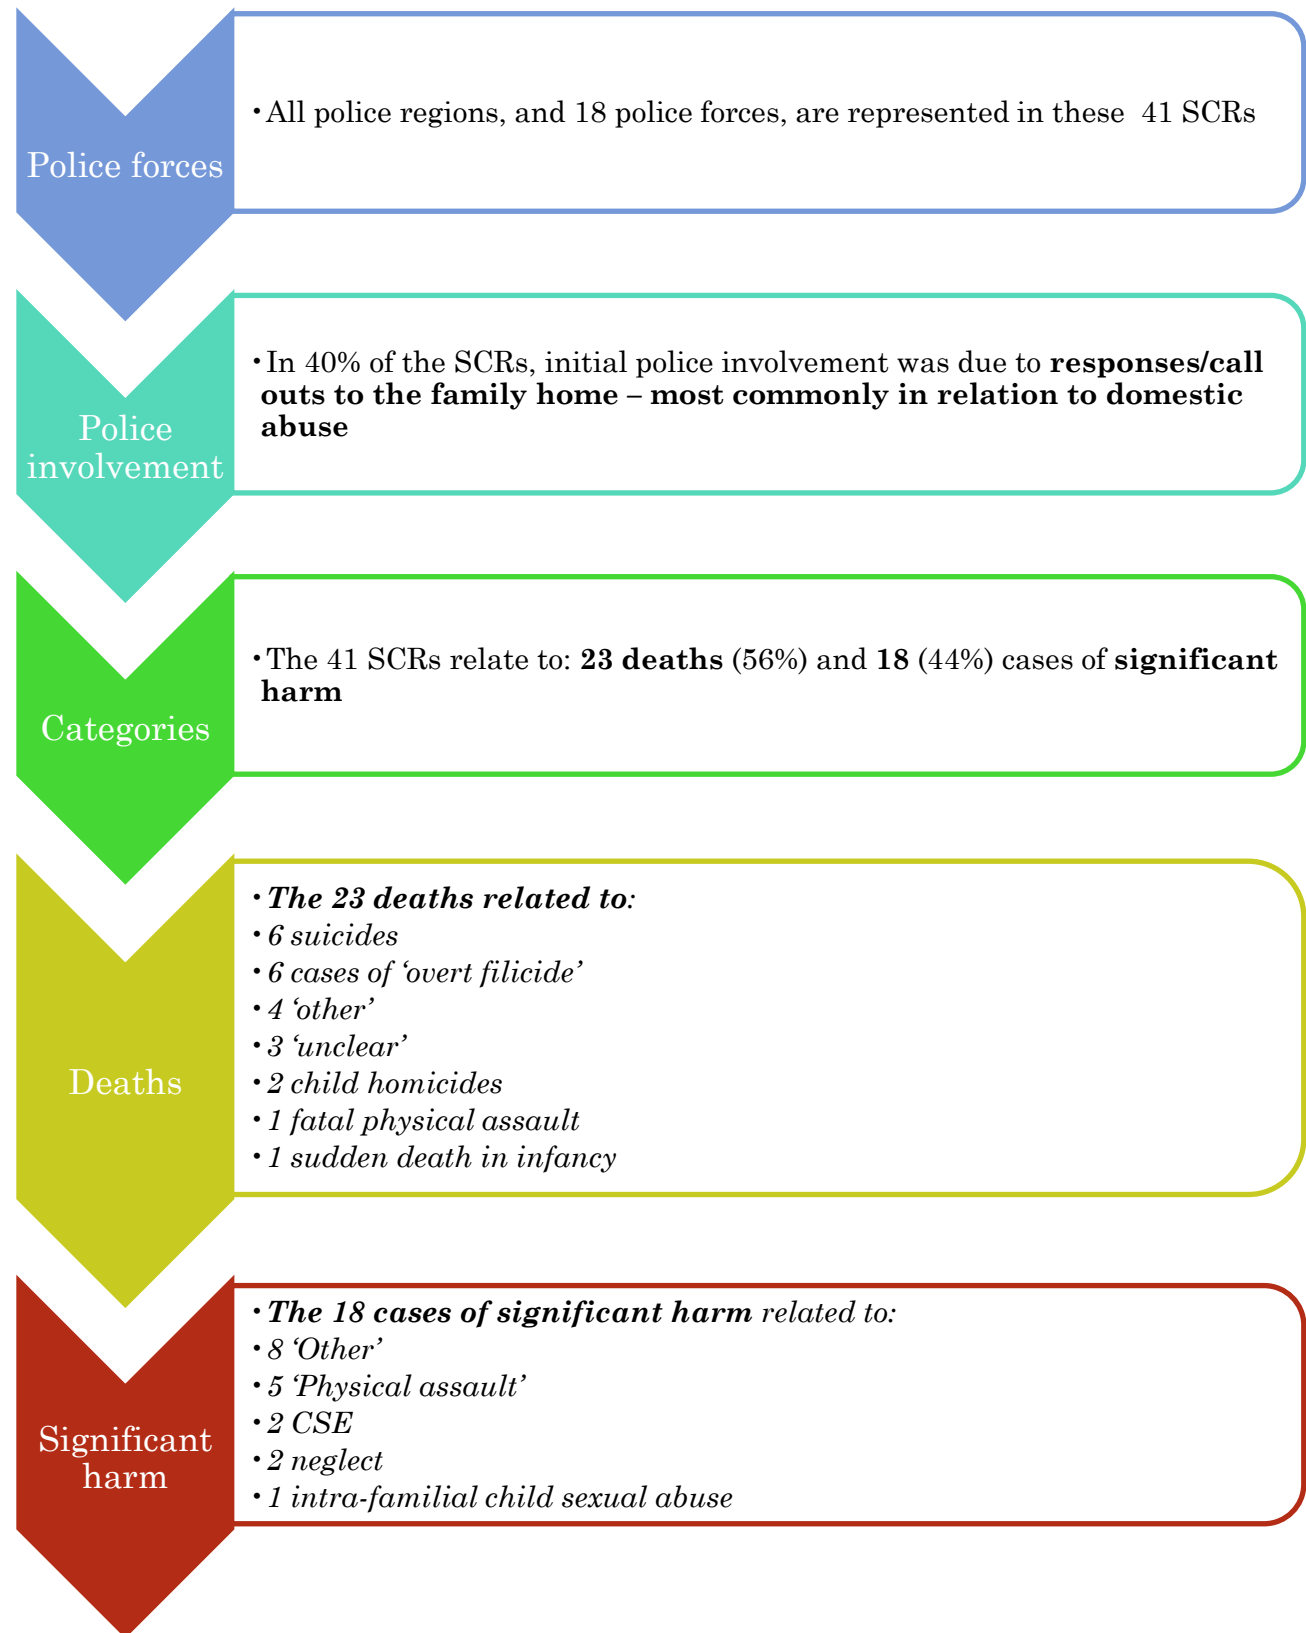 Police forces
•All police regions, and 18 police forces, are represented in these 41 SCRs
Police
involvement
•In 40% of the SCRs, initial police involvement was due to responses/call
outs to the family home – most commonly in relation to domestic
abuse
Categories
•The 41 SCRs relate to: 23 deaths (56%) and 18 (44%) cases of significant
harm
Deaths
•The 23 deaths related to:
•6 suicides
•6 cases of ‘overt filicide’
•4 ‘other’
•3 ‘unclear’
•2 child homicides
•1 fatal physical assault
•1 sudden death in infancy
Significant
harm
•The 18 cases of significant harm related to:
•8 ‘Other’
•5 ‘Physical assault’
•2 CSE
•2 neglect
•1 intra-familial child sexual abuse